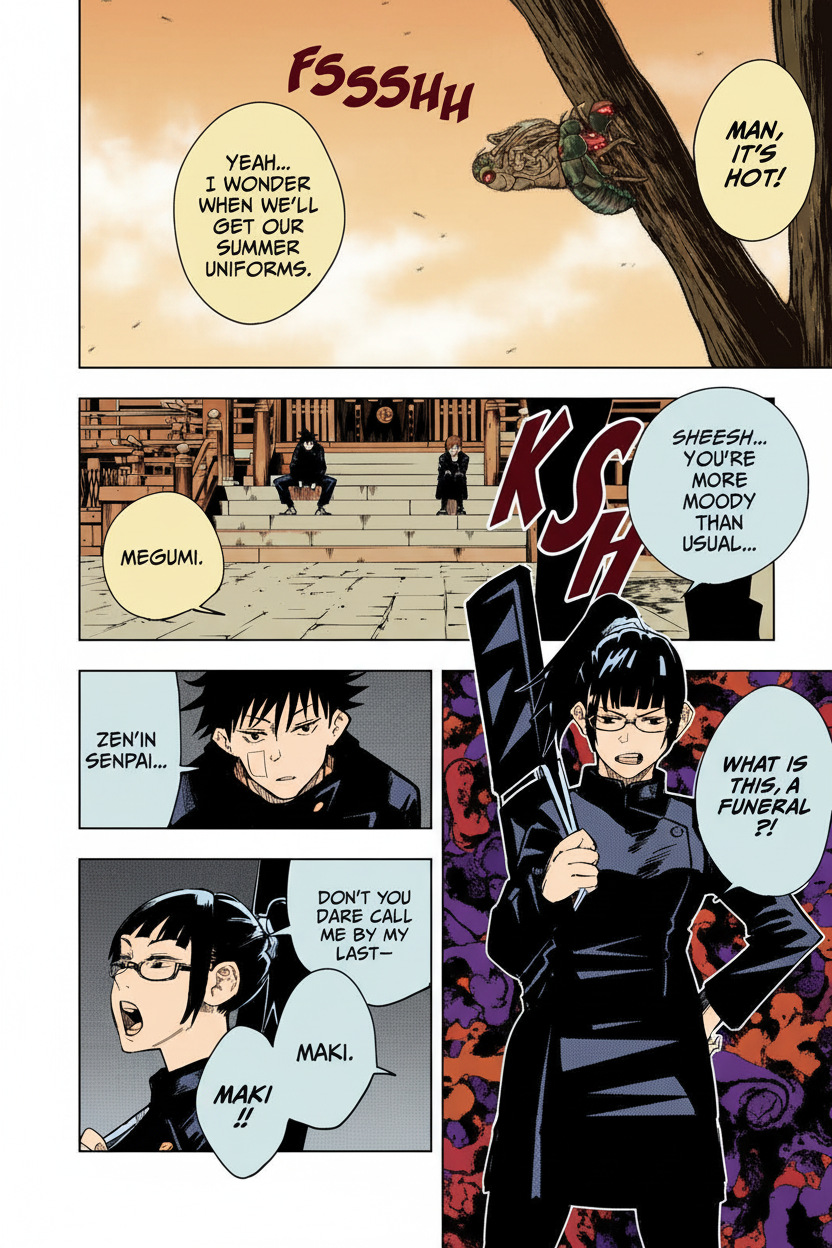 MAN,
IT'S
HOT!
FSSSHH
YEAH...
I WONDER
WHEN WE'LL
GET OUR
SUMMER
UNIFORMS.
SHEESH...
YOU'RE
MORE
MOODY
THAN
USUAL...
KSH
MEGUMI.
WHAT IS
THIS, A
FUNERAL
?!
ZEN'IN
SENPAI...
DON'T YOU
DARE CALL
ME BY MY
LAST—
MAKI.
MAKI
!!